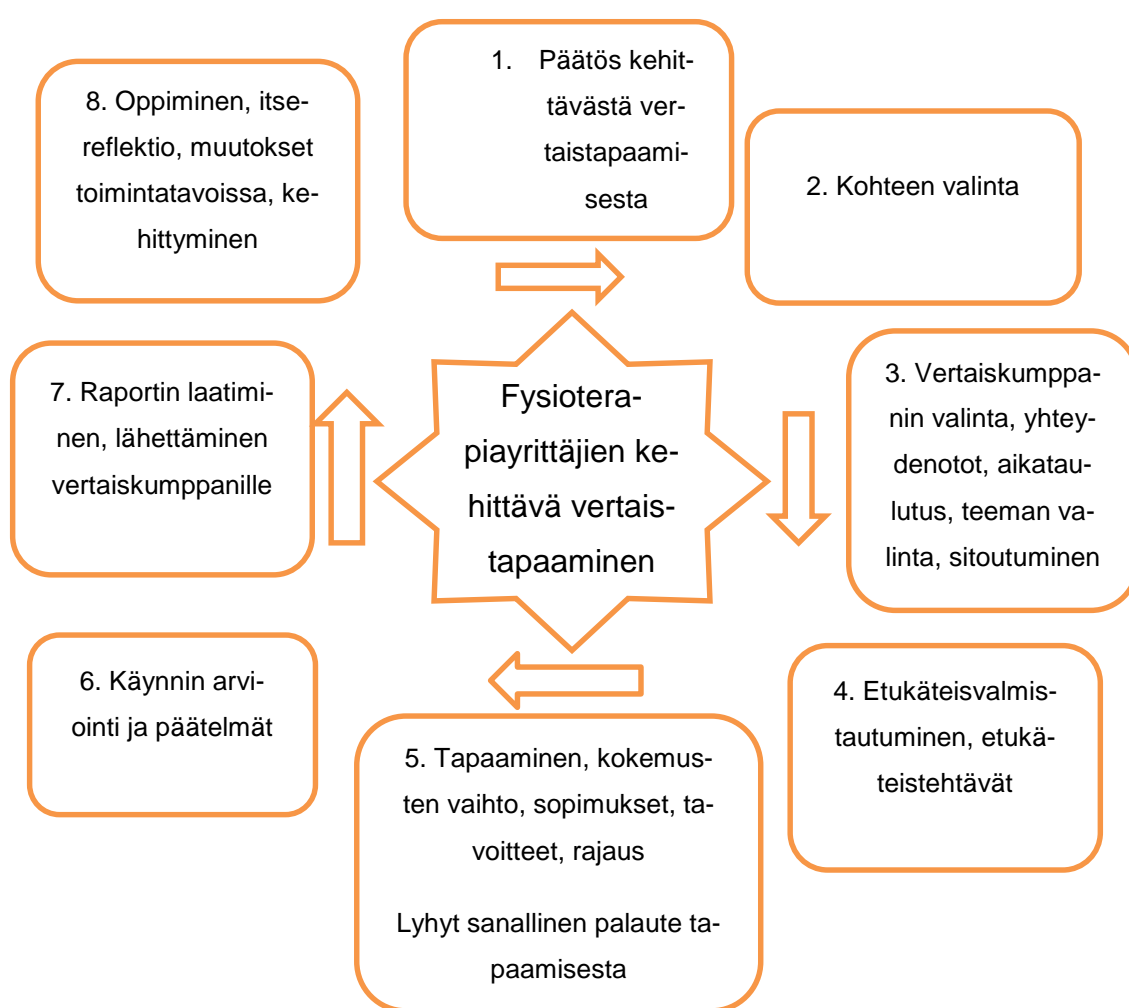 1. Päätös kehit-
tävästä ver-
taistapaami-
sesta
2. Kohteen valinta
3. Vertaiskumppa-
nin valinta, yhtey-
denotot, aikatau-
lutus, teeman va-
linta, sitoutuminen
4. Etukäteisvalmis-
tautuminen, etukä-
teistehtävät
5. Tapaaminen, kokemus-
ten vaihto, sopimukset, ta-
voitteet, rajaus
Lyhyt sanallinen palaute ta-
paamisesta
6. Käynnin arvi-
ointi ja päätelmät
7. Raportin laatimi-
nen, lähettäminen
vertaiskumppanille
8. Oppiminen, itse-
reflektio, muutokset
toimintatavoissa, ke-
hittyminen
Fysiotera-
piayrittäjien ke-
hittävä vertais-
tapaaminen